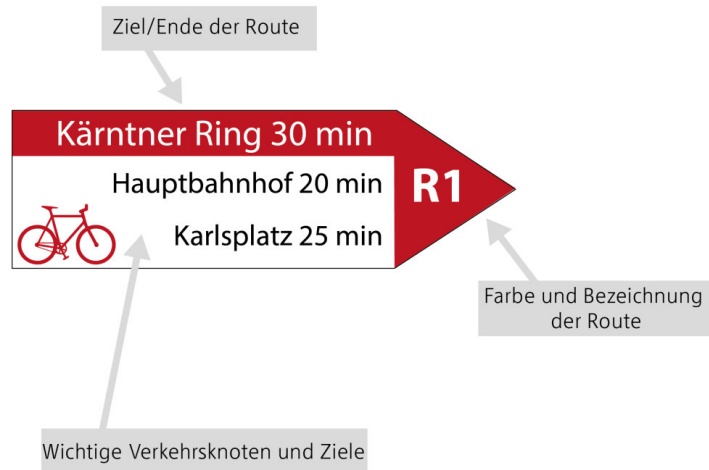 Ziel/Ende der Route
Kärntner Ring 30 min
Hauptbahnhof 20 min
R1
Karlsplatz 25 min
Farbe und Bezeichnung
der Route
Wichtige Verkehrsknoten und Ziele